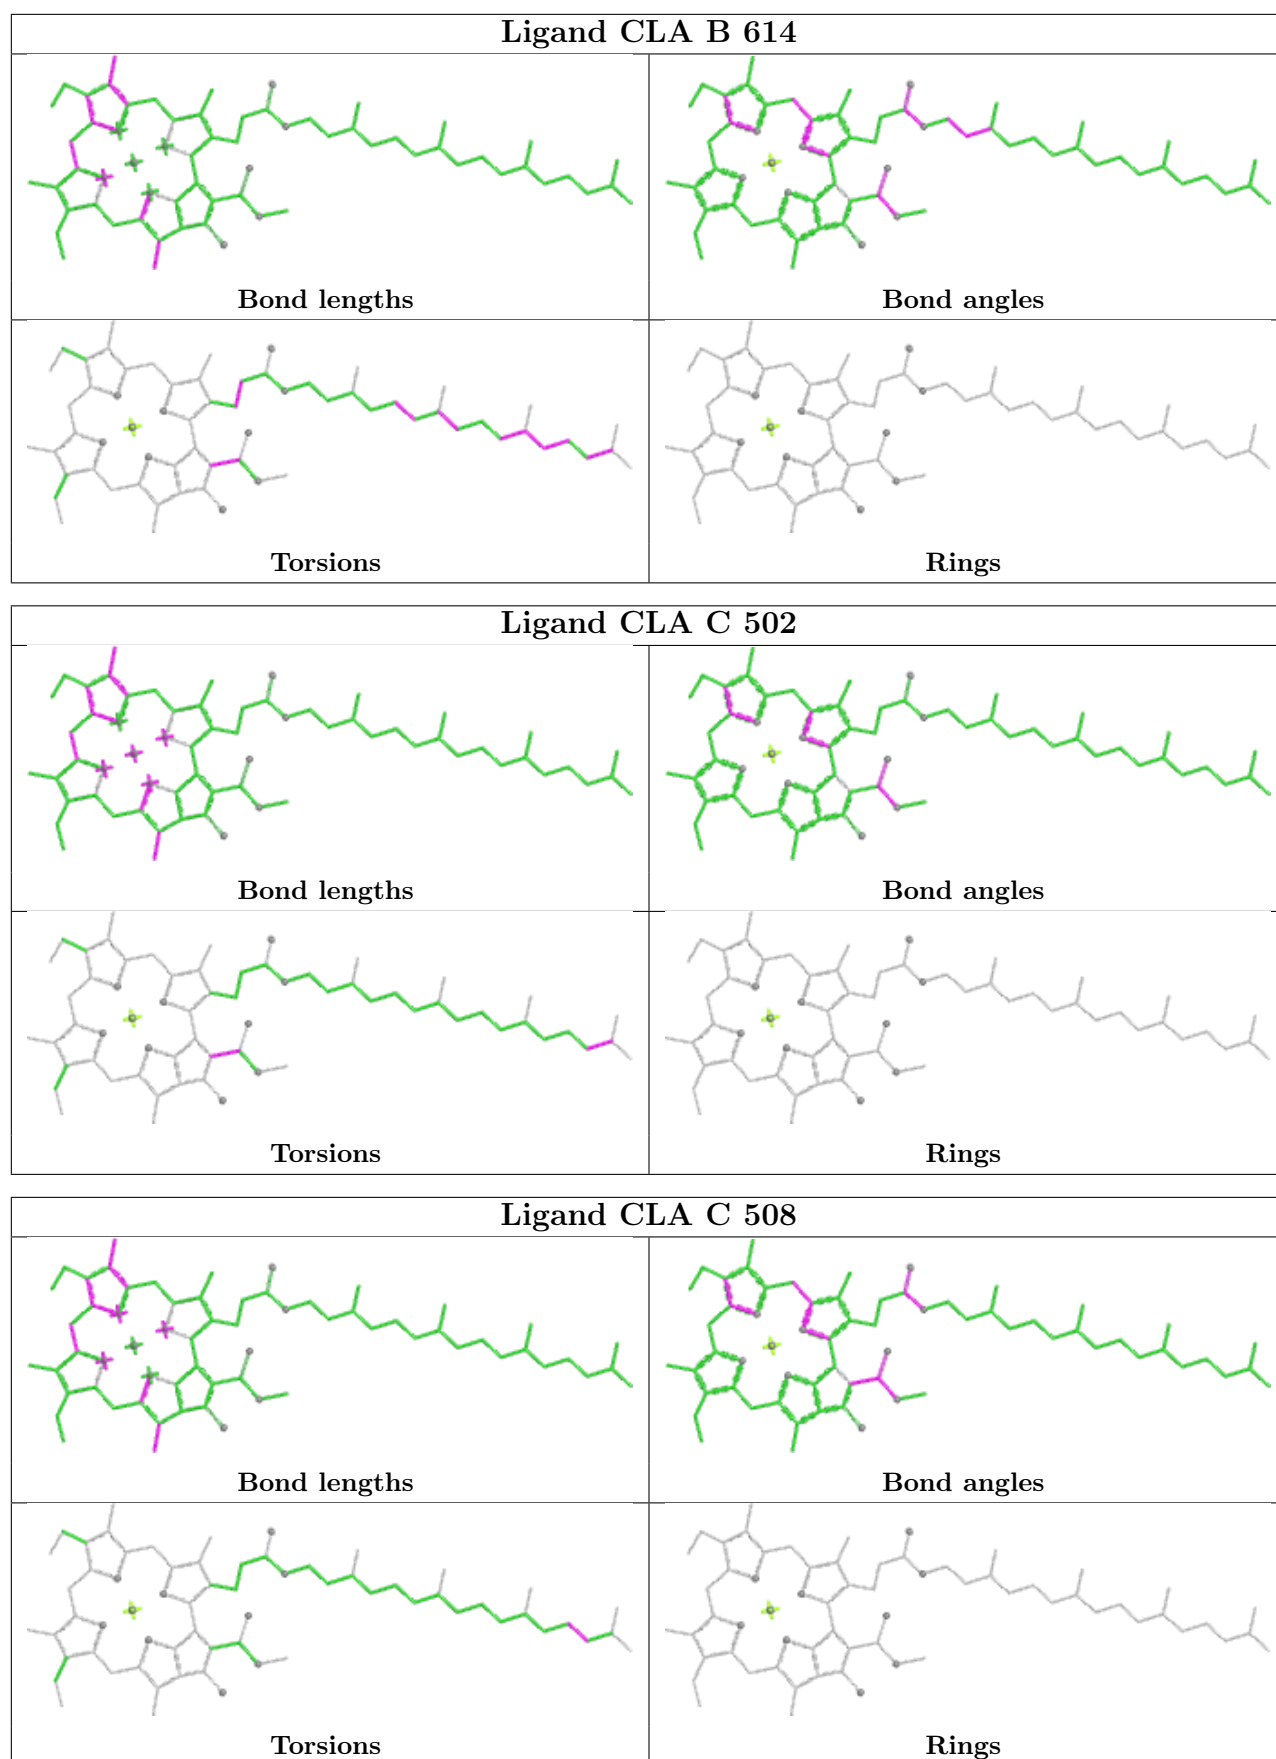 Ligand CLA B 614
Bond lengths
Bond angles
Torsions
Rings
Ligand CLA C 502
Bond lengths
Bond angles
Torsions
Rings
Ligand CLA C 508
Bond lengths
Bond angles
Torsions
Rings